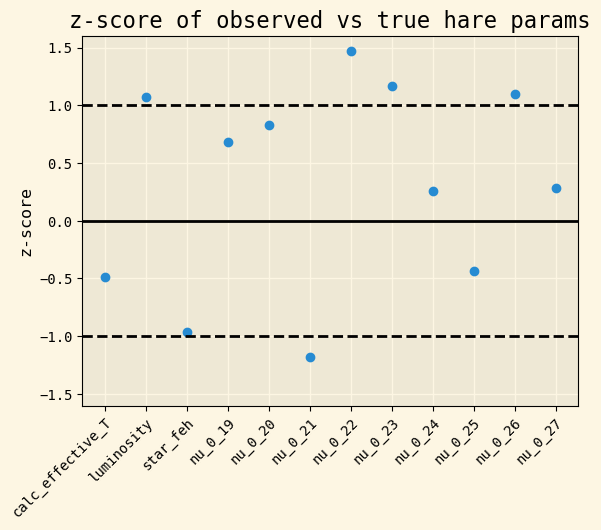 z-score of observed vs true hare params
z-score
1.5
1.0
0.5
0.0
−0.5
−1.0
−1.5
calc_effective_T
luminosity
star_feh
nu_0_19
nu_0_20
nu_0_21
nu_0_22
nu_0_23
nu_0_24
nu_0_25
nu_0_26
nu_0_27